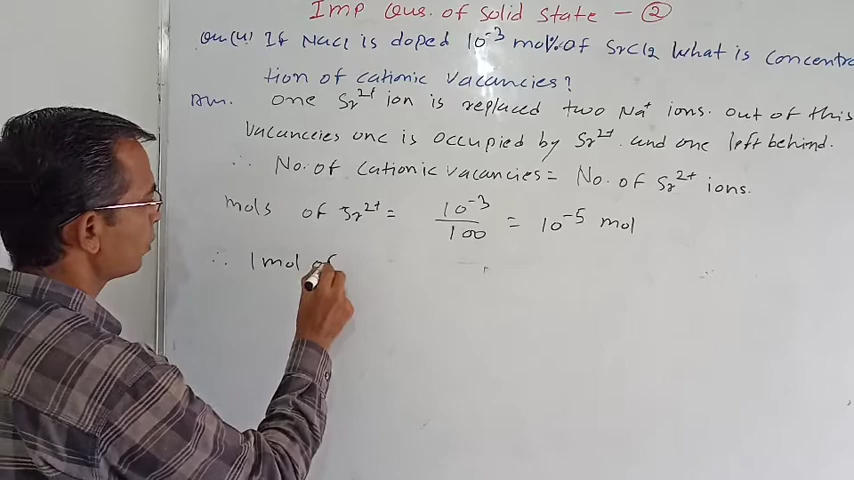 Imp Ques. of solid state - 2
Qn(4) If NaCl is doped 10⁻³ mol% of SrCl₂ What is concentra
tion of cationic vacancies?
Ans. one Sr²⁺ ion is replaced two Na⁺ ions. out of this
vacancies one is occupied by Sr²⁺. and one left behind.
∴ No. of cationic vacancies = No. of Sr²⁺ ions.
mols of Sr²⁺ = 10⁻³/100 = 10⁻⁵ mol
∴ 1 mol of